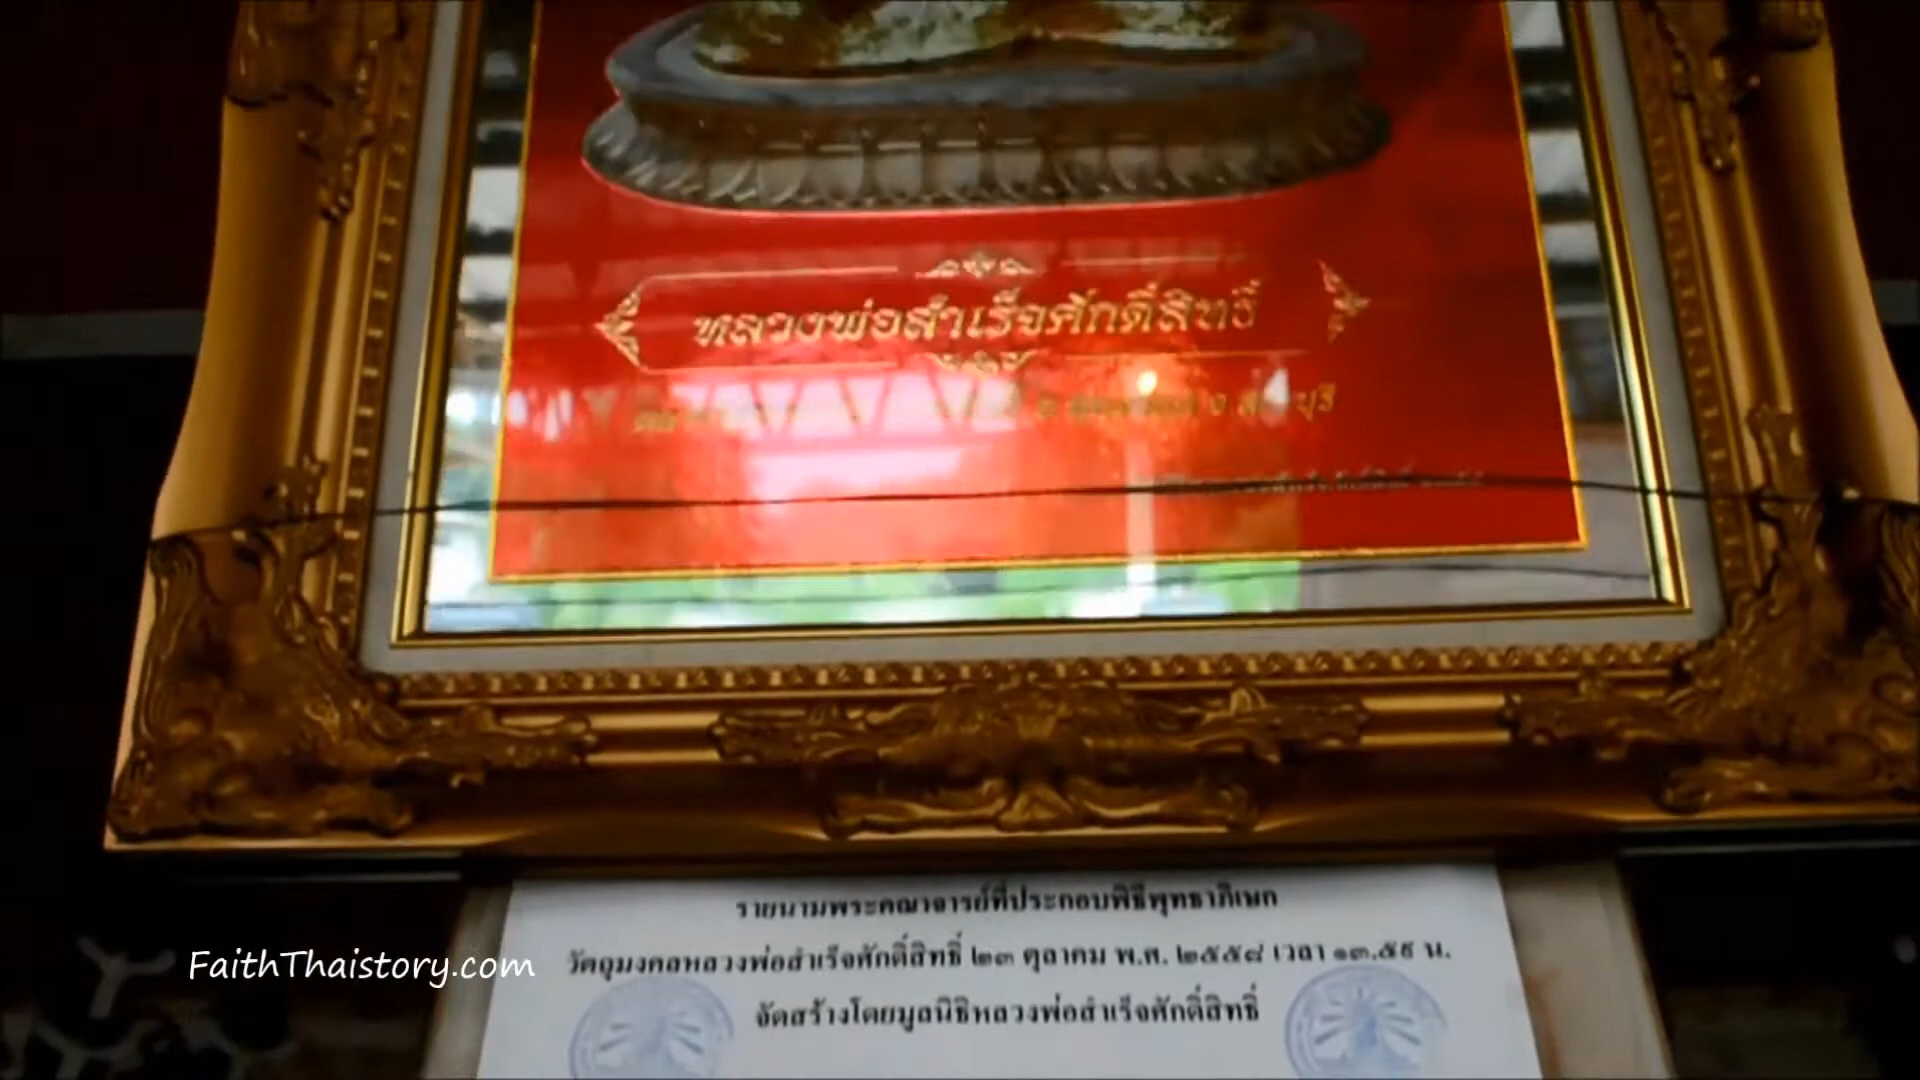 หลวงพ่อสำเร็จศักดิ์สิทธิ์
รายนามพระคณาจารย์ที่ประกอบพิธีพุทธาภิเษก
วัตถุมงคลหลวงพ่อสำเร็จศักดิ์สิทธิ์ ๒๓ ตุลาคม พ.ศ. ๒๕๕๘ เวลา ๑๓.๕๙ น.
จัดสร้างโดยมูลนิธิหลวงพ่อสำเร็จศักดิ์สิทธิ์
FaithThaistory.com